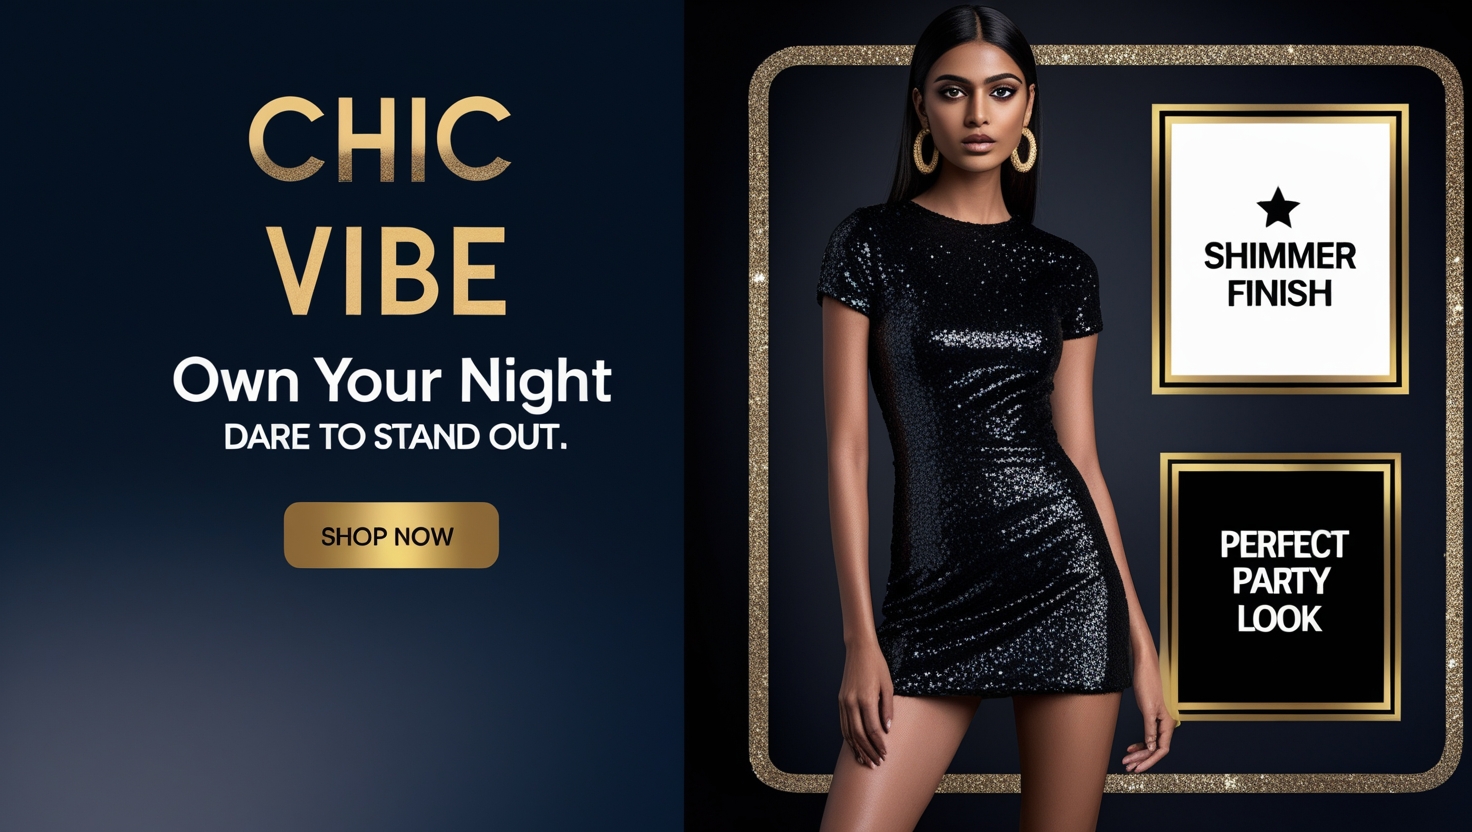 CHIC
VIBE
Own Your Night
DARE TO STAND OUT.
SHOP NOW
SHIMMER
FINISH
PERFECT
PARTY
LOOK